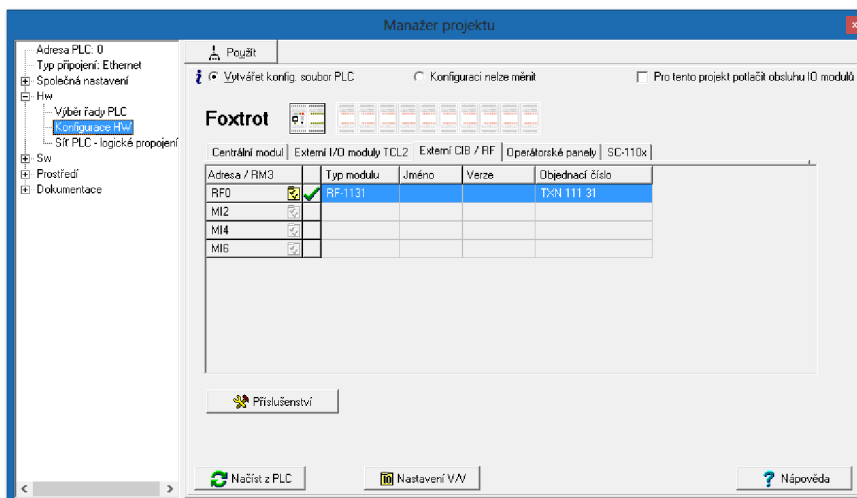 Manažer projektu
Adresa PLC: 0
Typ připojení: Ethernet
Společná nastavení
Hw
Výběr řady PLC
Konfigurace HW
Síť PLC - logické propojení
Sw
Prostředí
Dokumentace
Použít
Vytvářet konfig. soubor PLC
Konfiguraci nelze měnit
Pro tento projekt potlačit obsluhu IO modulů
Foxtrot
Centrální modul
Externí I/O moduly TCL2
Externí CIB / RF
Operátorské panely
SC-110x
Adresa / RM3 Typ modulu Jméno Verze Objednací číslo
RF0 RF-1131 TXN 111 31
MI2
MI4
MI6
Příslušenství
Načíst z PLC
Nastavení V/V
Nápověda